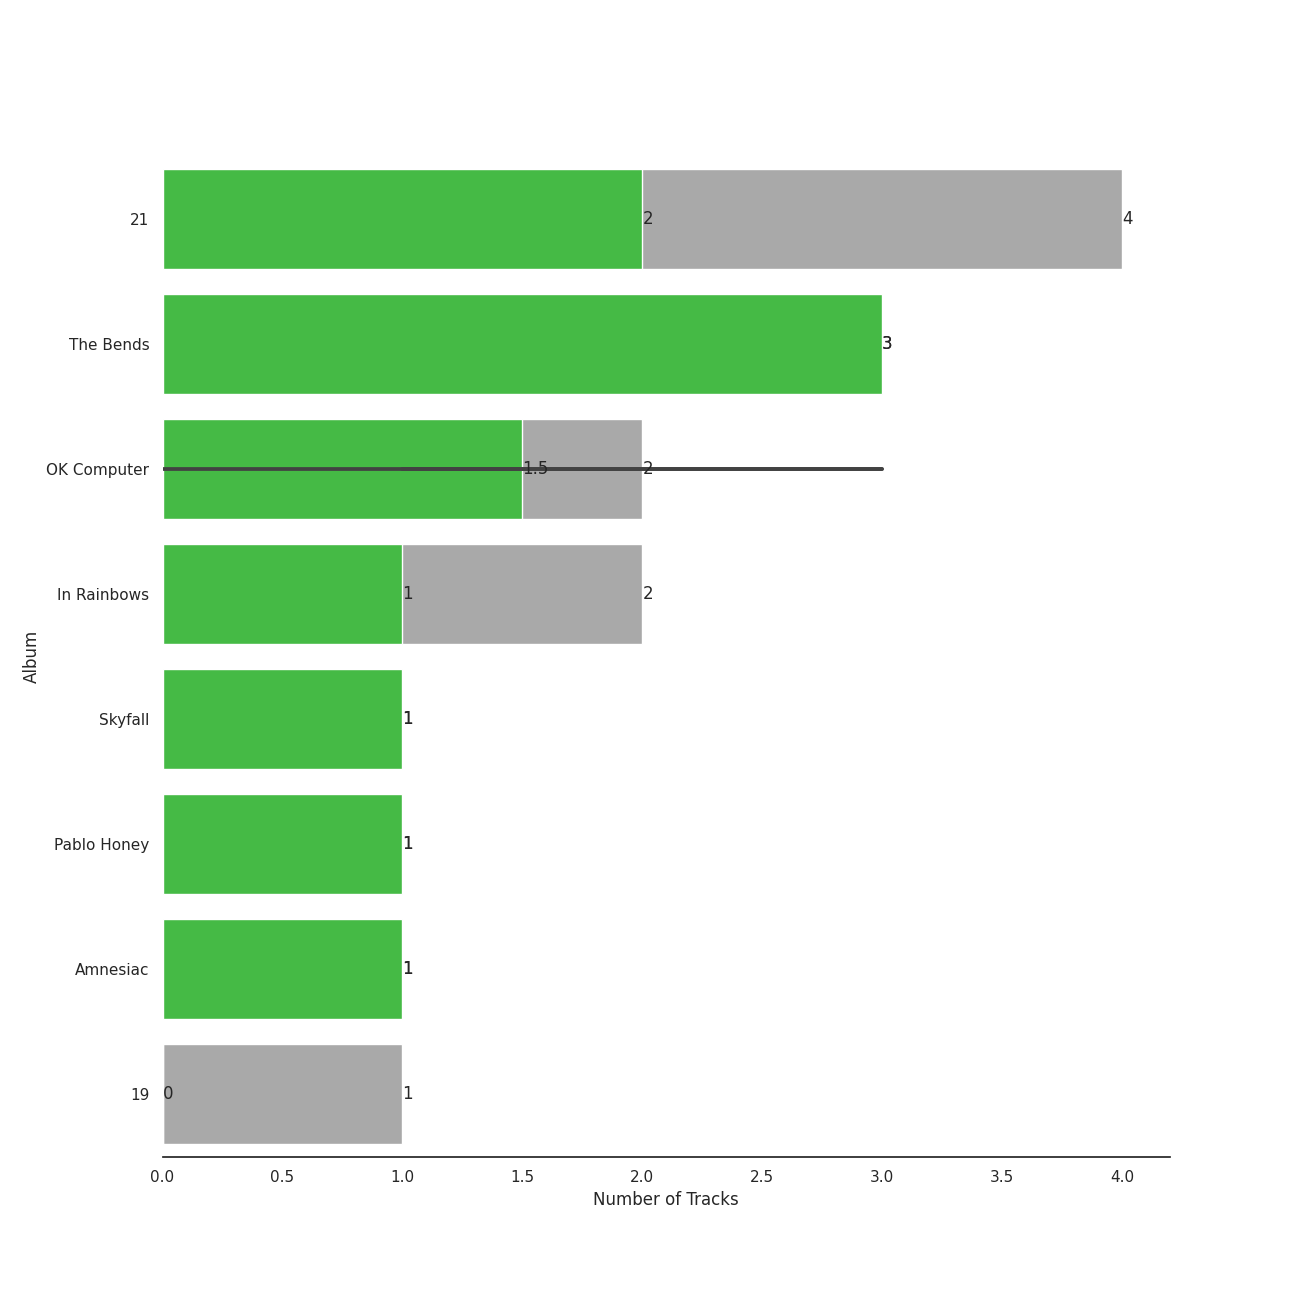 21 2 4
The Bends 3
OK Computer 1.5 2
In Rainbows 1 2
Skyfall 1
Pablo Honey 1
Amnesiac 1
19 0 1
Album
0.0 0.5 1.0 1.5 2.0 2.5 3.0 3.5 4.0
Number of Tracks